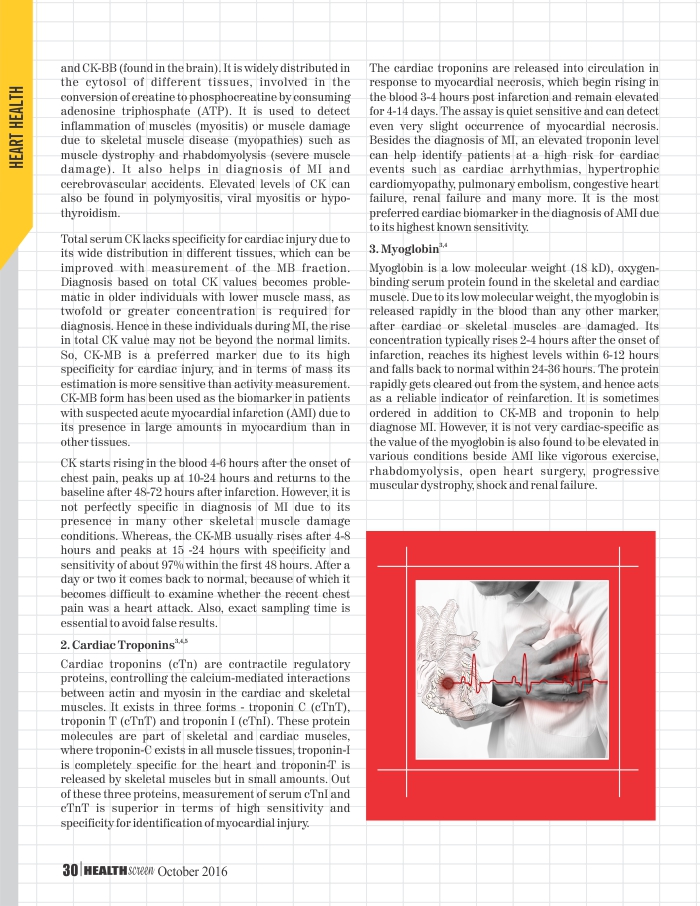 HEART HEALTH
and CK-BB (found in the brain). It is widely distributed in
the cytosol of different tissues, involved in the
conversion of creatine to phosphocreatine by consuming
adenosine triphosphate (ATP). It is used to detect
inflammation of muscles (myositis) or muscle damage
due to skeletal muscle disease (myopathies) such as
muscle dystrophy and rhabdomyolysis (severe muscle
damage). It also helps in diagnosis of MI and
cerebrovascular accidents. Elevated levels of CK can
also be found in polymyositis, viral myositis or hypo-
thyroidism.
Total serum CK lacks specificity for cardiac injury due to
its wide distribution in different tissues, which can be
improved with measurement of the MB fraction.
Diagnosis based on total CK values becomes proble-
matic in older individuals with lower muscle mass, as
twofold or greater concentration is required for
diagnosis. Hence in these individuals during MI, the rise
in total CK value may not be beyond the normal limits.
So, CK-MB is a preferred marker due to its high
specificity for cardiac injury, and in terms of mass its
estimation is more sensitive than activity measurement.
CK-MB form has been used as the biomarker in patients
with suspected acute myocardial infarction (AMI) due to
its presence in large amounts in myocardium than in
other tissues.
CK starts rising in the blood 4-6 hours after the onset of
chest pain, peaks up at 10-24 hours and returns to the
baseline after 48-72 hours after infarction. However, it is
not perfectly specific in diagnosis of MI due to its
presence in many other skeletal muscle damage
conditions. Whereas, the CK-MB usually rises after 4-8
hours and peaks at 15 -24 hours with specificity and
sensitivity of about 97% within the first 48 hours. After a
day or two it comes back to normal, because of which it
becomes difficult to examine whether the recent chest
pain was a heart attack. Also, exact sampling time is
essential to avoid false results.
2. Cardiac Troponins3,4,5
Cardiac troponins (cTn) are contractile regulatory
proteins, controlling the calcium-mediated interactions
between actin and myosin in the cardiac and skeletal
muscles. It exists in three forms - troponin C (cTnT),
troponin T (cTnT) and troponin I (cTnI). These protein
molecules are part of skeletal and cardiac muscles,
where troponin-C exists in all muscle tissues, troponin-I
is completely specific for the heart and troponin-T is
released by skeletal muscles but in small amounts. Out
of these three proteins, measurement of serum cTnI and
cTnT is superior in terms of high sensitivity and
specificity for identification of myocardial injury.
The cardiac troponins are released into circulation in
response to myocardial necrosis, which begin rising in
the blood 3-4 hours post infarction and remain elevated
for 4-14 days. The assay is quiet sensitive and can detect
even very slight occurrence of myocardial necrosis.
Besides the diagnosis of MI, an elevated troponin level
can help identify patients at a high risk for cardiac
events such as cardiac arrhythmias, hypertrophic
cardiomyopathy, pulmonary embolism, congestive heart
failure, renal failure and many more. It is the most
preferred cardiac biomarker in the diagnosis of AMI due
to its highest known sensitivity.
3. Myoglobin3,4
Myoglobin is a low molecular weight (18 kD), oxygen-
binding serum protein found in the skeletal and cardiac
muscle. Due to its low molecular weight, the myoglobin is
released rapidly in the blood than any other marker,
after cardiac or skeletal muscles are damaged. Its
concentration typically rises 2-4 hours after the onset of
infarction, reaches its highest levels within 6-12 hours
and falls back to normal within 24-36 hours. The protein
rapidly gets cleared out from the system, and hence acts
as a reliable indicator of reinfarction. It is sometimes
ordered in addition to CK-MB and troponin to help
diagnose MI. However, it is not very cardiac-specific as
the value of the myoglobin is also found to be elevated in
various conditions beside AMI like vigorous exercise,
rhabdomolysis, open heart surgery, progressive
muscular dystrophy, shock and renal failure.
30 HEALTHscreen October 2016